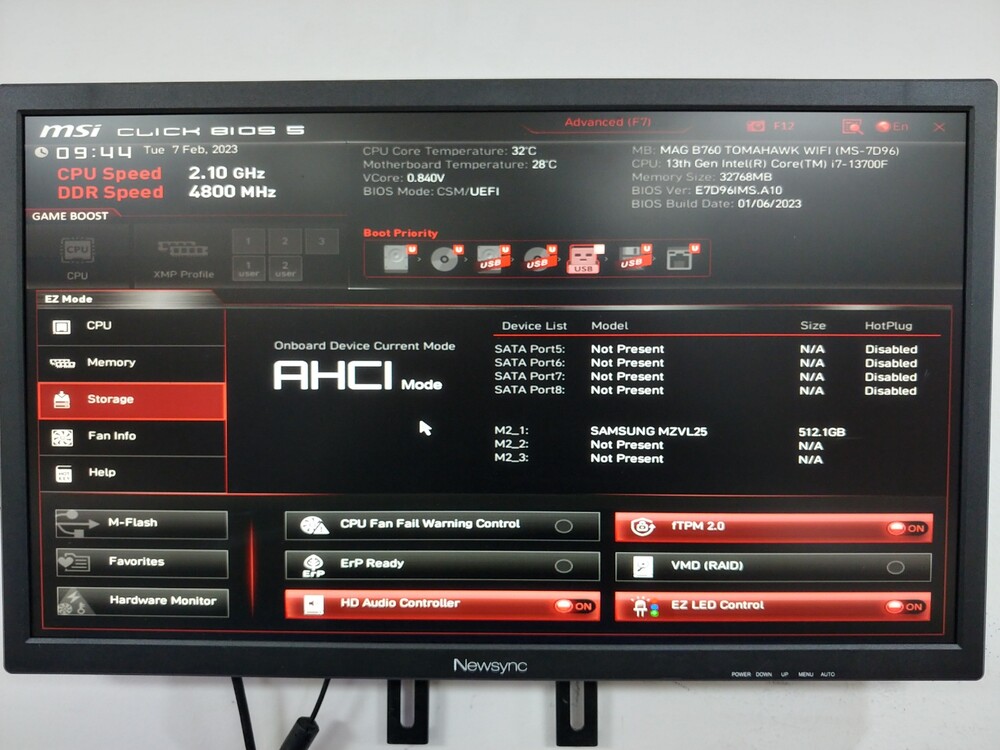 msi CLICK BIOS 5
Advanced (F7)
F12
En
09:44 Tue 7 Feb, 2023
CPU Speed 2.10 GHz
DDR Speed 4800 MHz
CPU Core Temperature: 32°C
Motherboard Temperature: 28°C
VCore: 0.840V
BIOS Mode: CSM/UEFI
MB: MAG B760 TOMAHAWK WIFI (MS-7D96)
CPU: 13th Gen Intel(R) Core(TM) i7-13700F
Memory Size: 32768MB
BIOS Ver: E7D96IMS.A10
BIOS Build Date: 01/06/2023
GAME BOOST
CPU
CPU
XMP Profile
1 2 3
1 user 2 user
Boot Priority
U U USB U USB U USB USB U U
EZ Mode
CPU
Memory
Storage
Fan Info
Help
Onboard Device Current Mode
AHCI Mode
Device List Model Size HotPlug
SATA Port5: Not Present N/A Disabled
SATA Port6: Not Present N/A Disabled
SATA Port7: Not Present N/A Disabled
SATA Port8: Not Present N/A Disabled
M2_1: SAMSUNG MZVL25 512.1GB
M2_2: Not Present N/A
M2_3: Not Present N/A
M-Flash
Favorites
Hardware Monitor
CPU Fan Fail Warning Control
ErP ErP Ready
HD Audio Controller ON
fTPM 2.0 ON
VMD (RAID)
EZ LED Control ON
Newsync
POWER DOWN UP MENU AUTO